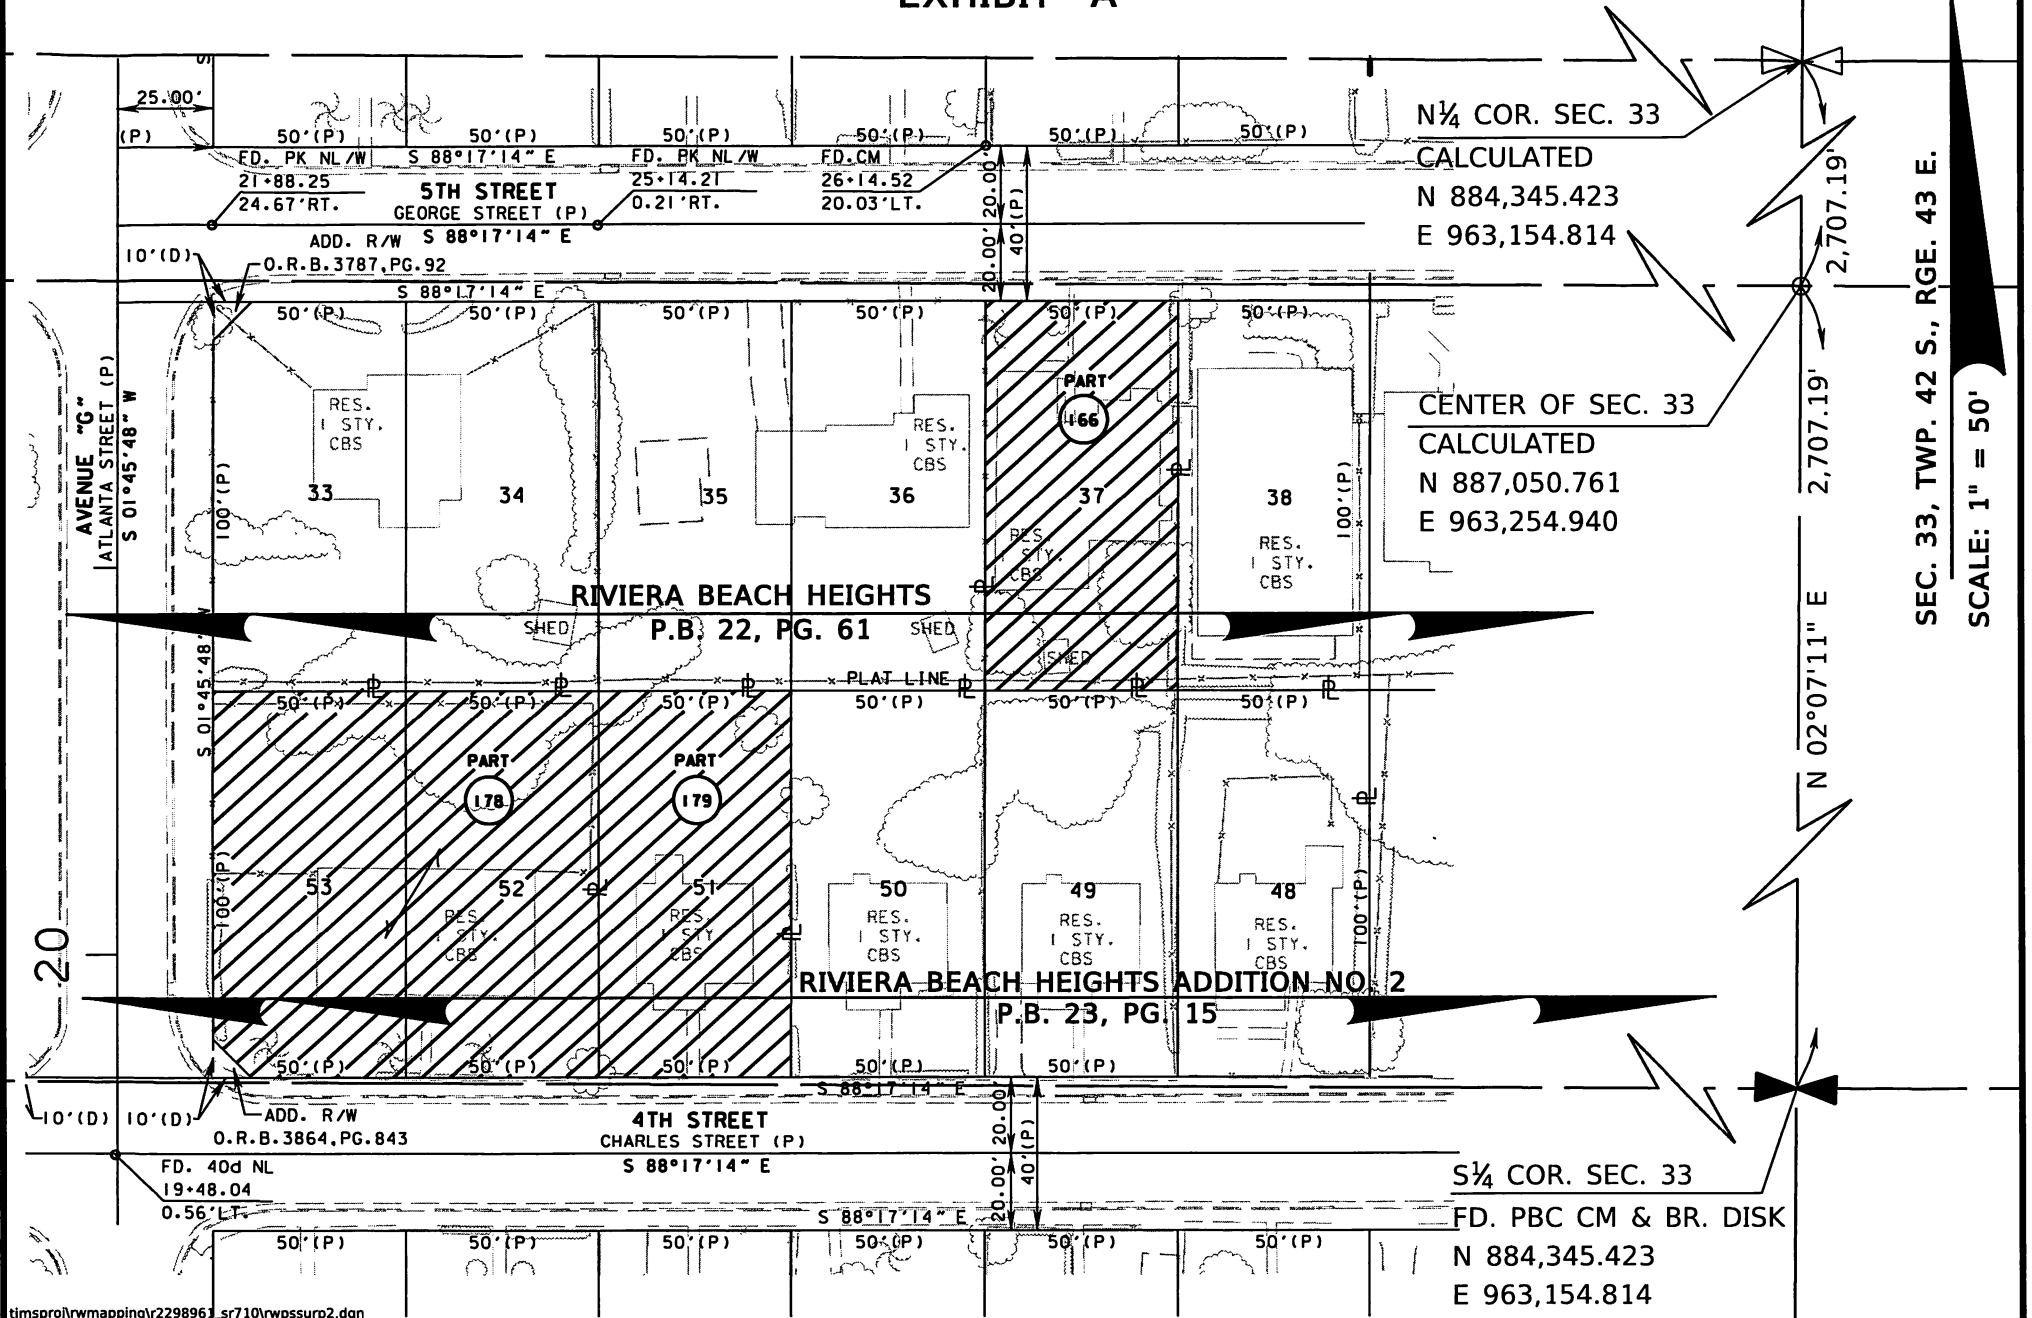 EXHIBIT "A"
25.00'
(P)
50'(P) 50'(P) 50'(P) 50'(P) 50'(P) 50'(P)
FD. PK NL/W S 88°17'14" E FD. PK NL/W FD.CM
21+88.25
24.67'RT.
5TH STREET
GEORGE STREET (P)
S 88°17'14" E
25+14.21
0.21'RT.
26+14.52
20.03'LT.
20.00' 20.00'
40'(P)
10'(D)
ADD. R/W
O.R.B.3787,PG.92
S 88°17'14" E
50'(P) 50'(P) 50'(P) 50'(P) 50'(P) 50'(P)
N¼ COR. SEC. 33
CALCULATED
N 884,345.423
E 963,154.814
2,707.19'
CENTER OF SEC. 33
CALCULATED
N 887,050.761
E 963,254.940
2,707.19'
N 02°07'11" E
SEC. 33, TWP. 42 S., RGE. 43 E.
SCALE: 1" = 50'
AVENUE "G"
ATLANTA STREET (P)
S 01°45'48" W
100'(P)
RES.
1 STY.
CBS
33 34 35 36 37 38
RES.
1 STY.
CBS
PART
166
RES.
STY.
CBS
RES.
1 STY.
CBS
100'(P)
RIVIERA BEACH HEIGHTS
P.B. 22, PG. 61
SHED SHED SHED
S 01°45'48" W
PLAT LINE
50'(P) 50'(P) 50'(P) 50'(P) 50'(P) 50'(P)
PART
178
PART
179
100'(P)
53 52 51 50 49 48
RES.
1 STY.
CBS
RES.
1 STY
CBS
RES.
1 STY.
CBS
RES.
1 STY.
CBS
RES.
1 STY.
CBS
100'(P)
20
RIVIERA BEACH HEIGHTS ADDITION NO. 2
P.B. 23, PG. 15
50'(P) 50'(P) 50'(P) 50'(P) 50'(P)
S 88°17'14" E
10'(D) 10'(D)
ADD. R/W
O.R.B.3864,PG.843
4TH STREET
CHARLES STREET (P)
S 88°17'14" E
20.00' 20.00'
40'(P)
FD. 40d NL
19+48.04
0.56'LT.
S 88°17'14" E
50'(P) 50'(P) 50'(P) 50'(P) 50'(P) 50'(P)
S¼ COR. SEC. 33
FD. PBC CM & BR. DISK
N 884,345.423
E 963,154.814
timsproj\rwmapping\r2298961_sr710\rwpssurp2.dgn